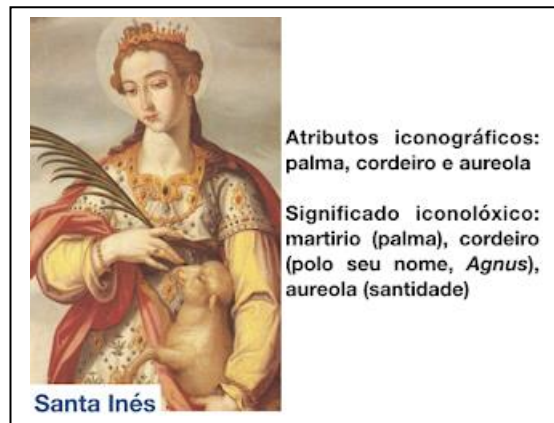 Atributos iconográficos:
palma, cordeiro e aureola
Significado iconolóxico:
martirio (palma), cordeiro
(polo seu nome, Agnus),
aureola (santidade)
Santa Inés